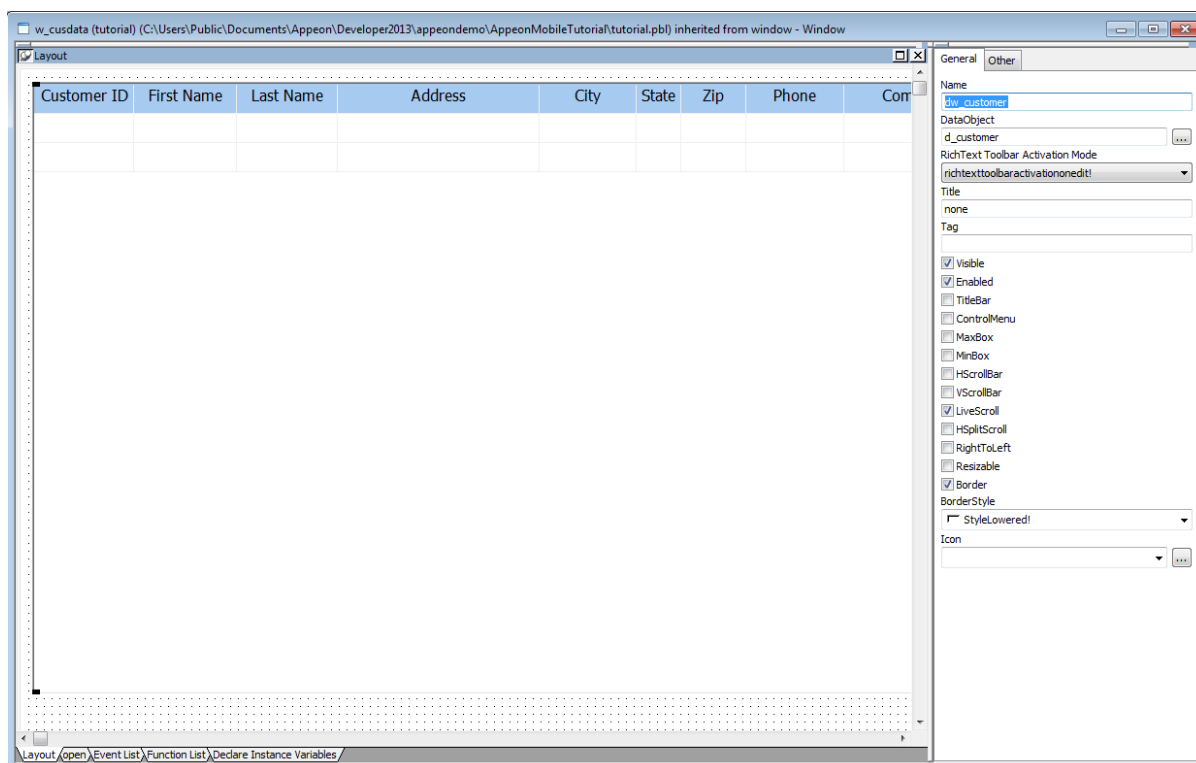 w_cusdata (tutorial) (C:\Users\Public\Documents\Appeon\Developer2013\appeondemo\AppeonMobileTutorial\tutorial.pbl) inherited from window - Window
Layout
Customer ID First Name Last Name Address City State Zip Phone Com
General Other
Name
dw_customer
DataObject
d_customer ...
RichText Toolbar Activation Mode
richtexttoolbaractivationonedit!
Title
none
Tag
Visible
Enabled
TitleBar
ControlMenu
MaxBox
MinBox
HScrollBar
VScrollBar
LiveScroll
HSplitScroll
RightToLeft
Resizable
Border
BorderStyle
StyleLowered!
Icon
...
Layout open Event List Function List Declare Instance Variables